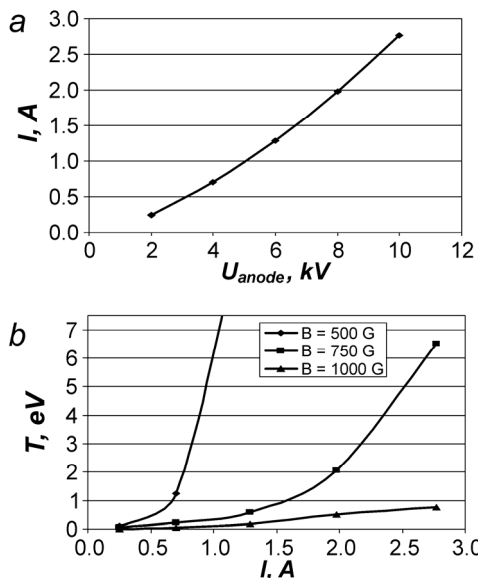 a
I, A
3.0
2.5
2.0
1.5
1.0
0.5
0.0
0 2 4 6 8 10 12
U_anode, kV
b
T, eV
7
6
5
4
3
2
1
0
B = 500 G
B = 750 G
B = 1000 G
0.0 0.5 1.0 1.5 2.0 2.5 3.0
I, A